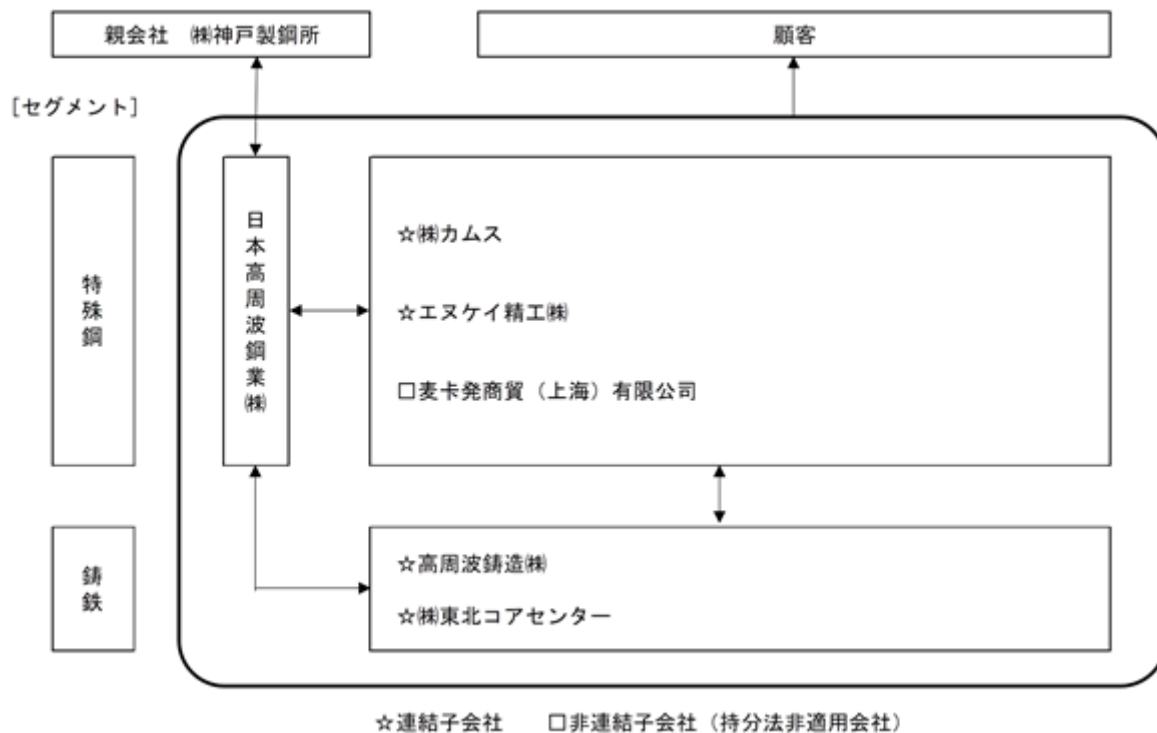 親会社　㈱神戸製鋼所
顧客
[セグメント]
特殊鋼
日本高周波鋼業㈱
☆㈱カムス
☆エヌケイ精工㈱
□麦卡発商貿（上海）有限公司
鋳鉄
☆高周波鋳造㈱
☆㈱東北コアセンター
☆連結子会社　　□非連結子会社（持分法非適用会社）